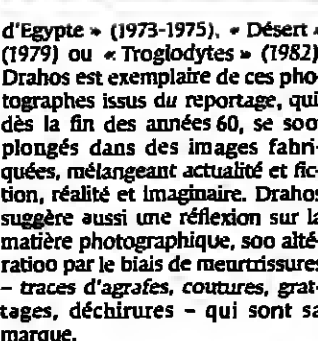 d'Egypte » (1973-1975), « Désert »
(1979) ou « Troglodytes » (1982)
Drahos est exemplaire de ces pho-
tographes issus du reportage, qui
dès la fin des années 60, se soo
plongés dans des images fabri-
quées, mélangeant actualité et fic-
tion, réalité et imaginaire. Drahos
suggère aussi une réflexion sur la
matière photographique, soo alté-
ratioo par le biais de meurtrissures
– traces d'agrafes, coutures, grat-
tages, déchirures – qui sont sa
marque.